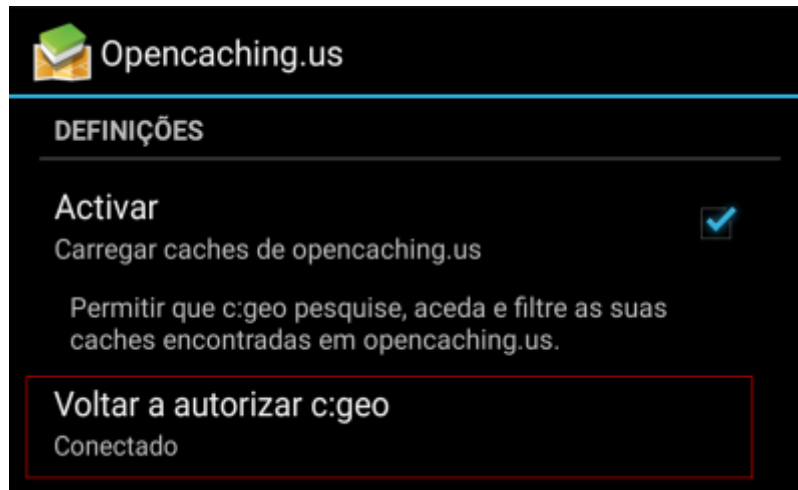 Opencaching.us
DEFINIÇÕES
Activar
Carregar caches de opencaching.us
Permitir que c:geo pesquise, aceda e filtre as suas
caches encontradas em opencaching.us.
Voltar a autorizar c:geo
Conectado